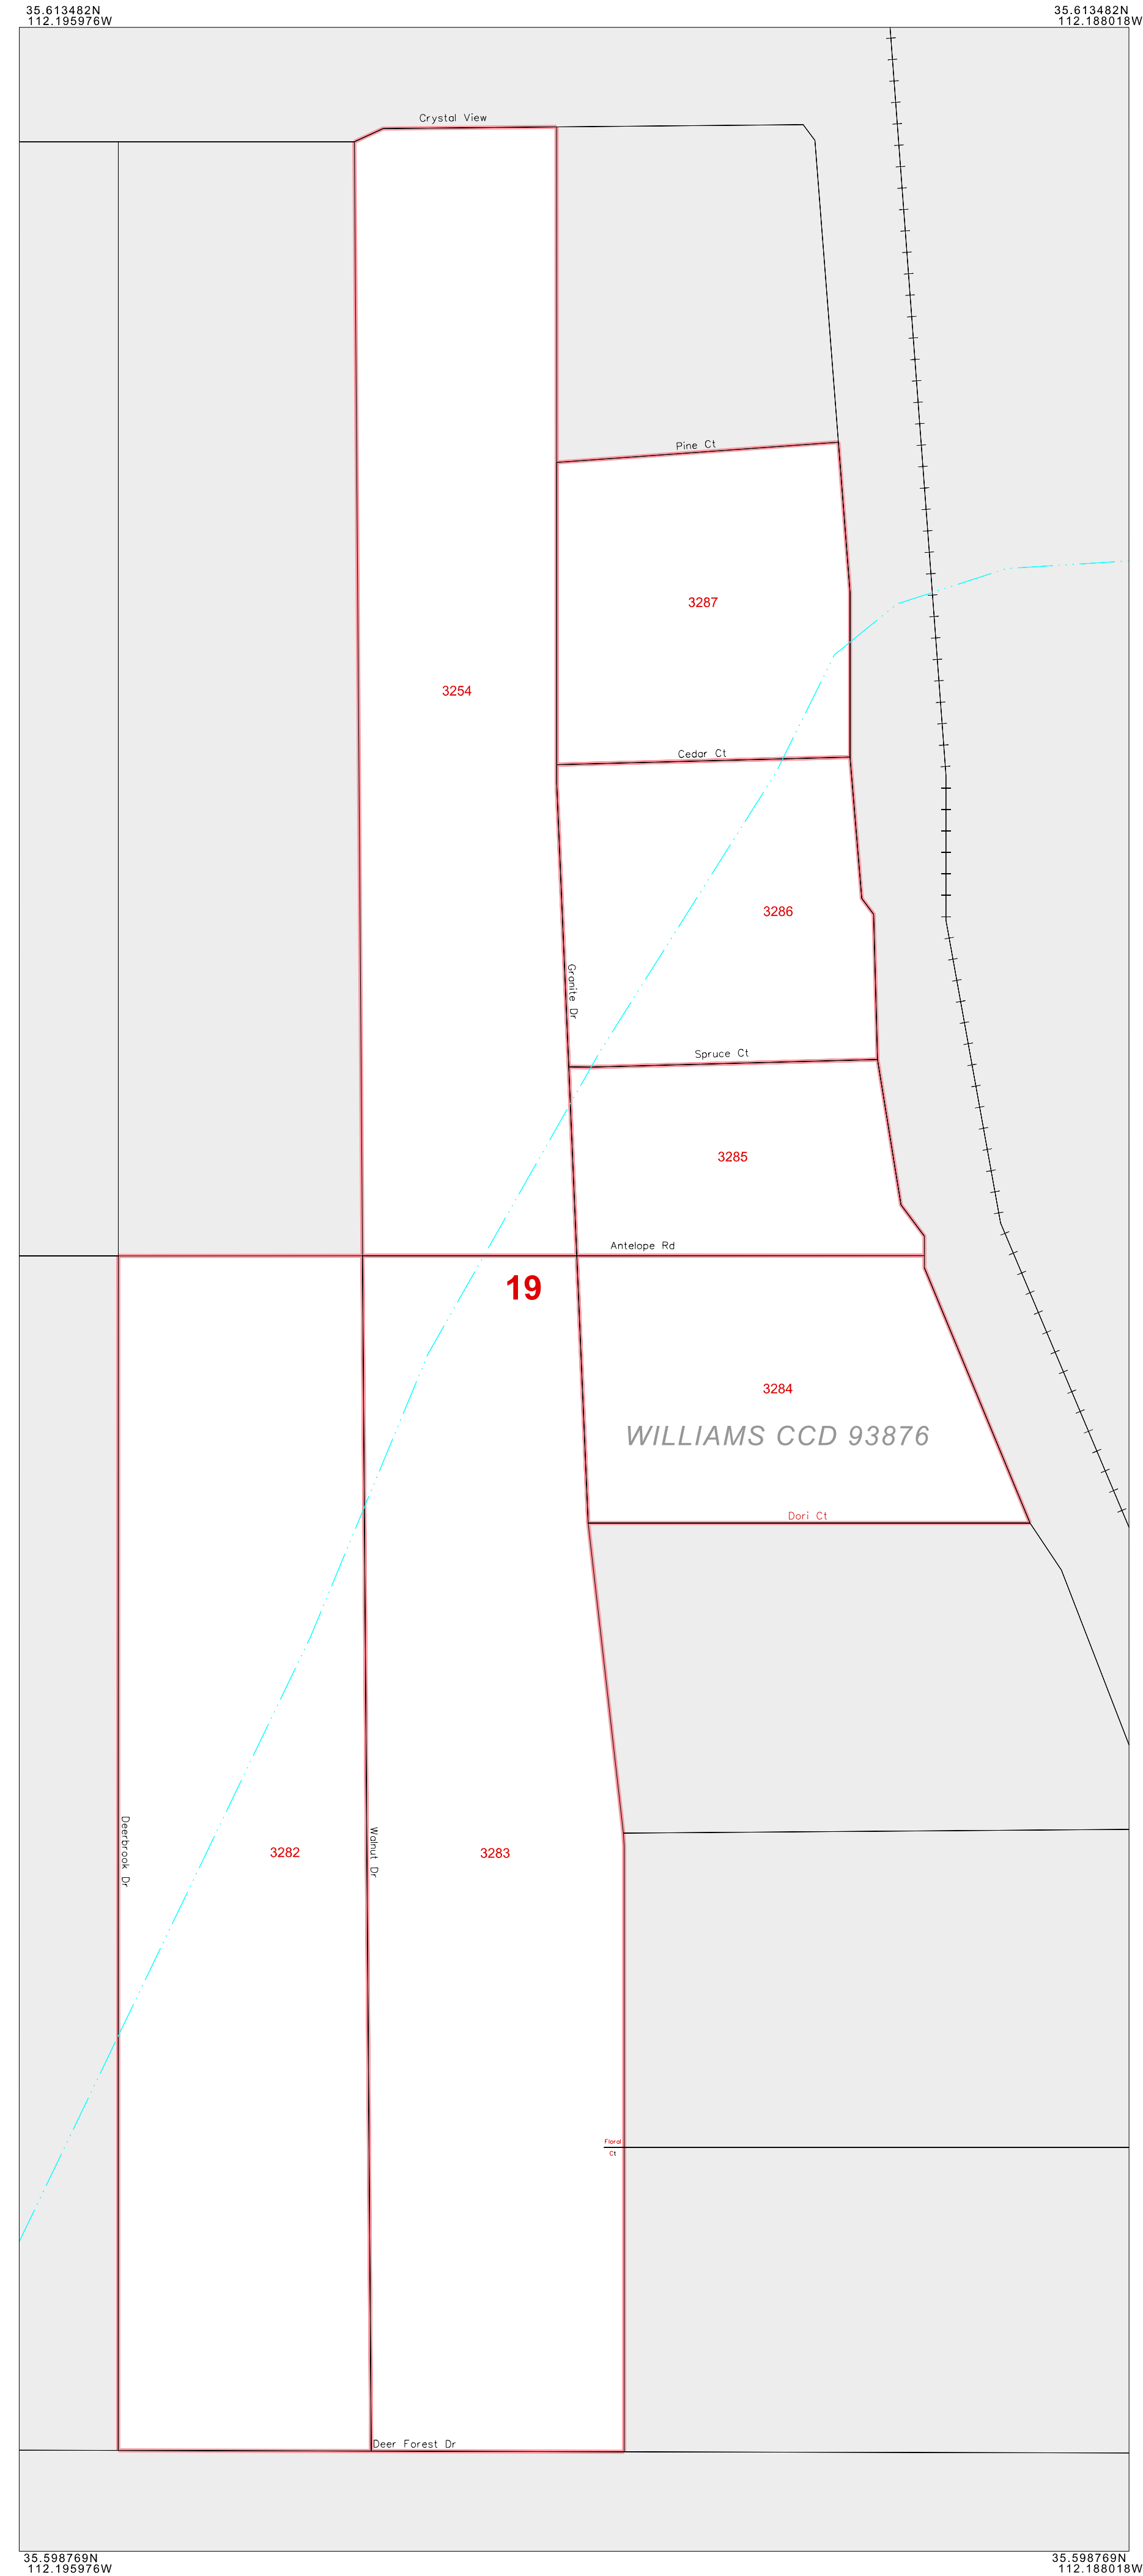 35.613482N
112.195976W
35.613482N
112.188018W
Crystal View
Pine Ct
3287
3254
Cedar Ct
3286
Granite Dr
Spruce Ct
3285
Antelope Rd
19
3284
WILLIAMS CCD 93876
Dori Ct
Deerbrook Dr
3282
Walnut Dr
3283
Floral
Ct
Deer Forest Dr
35.598769N
112.195976W
35.598769N
112.188018W